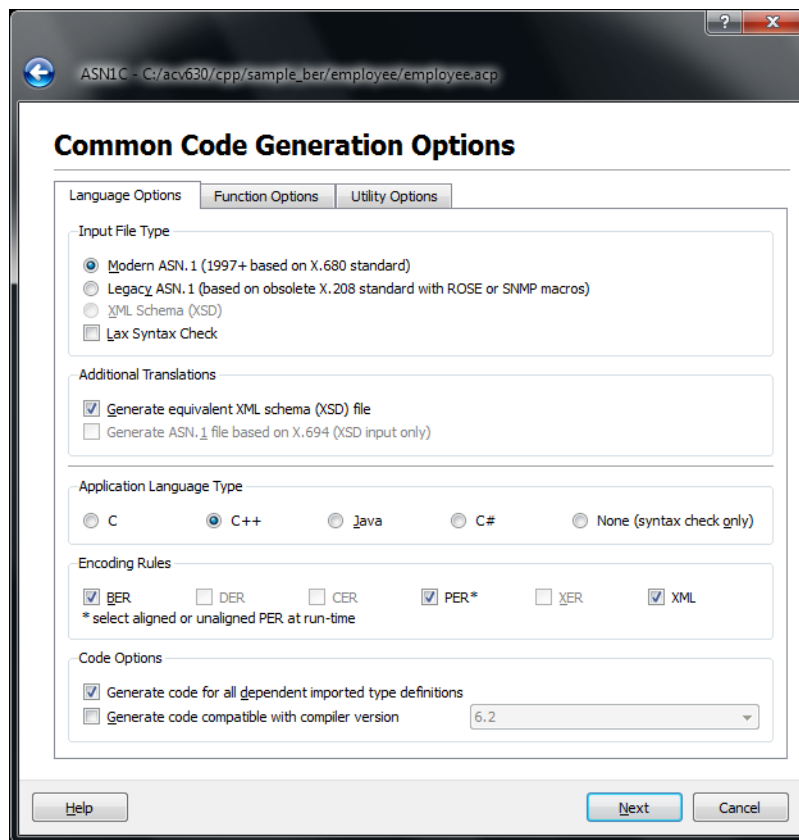 ?
ASN1C - C:/acv630/cpp/sample_ber/employee/employee.acp
Common Code Generation Options
Language Options Function Options Utility Options
Input File Type
Modern ASN.1 (1997+ based on X.680 standard)
Legacy ASN.1 (based on obsolete X.208 standard with ROSE or SNMP macros)
XML Schema (XSD)
Lax Syntax Check
Additional Translations
Generate equivalent XML schema (XSD) file
Generate ASN.1 file based on X.694 (XSD input only)
Application Language Type
C C++ Java C# None (syntax check only)
Encoding Rules
BER DER CER PER* XER XML
* select aligned or unaligned PER at run-time
Code Options
Generate code for all dependent imported type definitions
Generate code compatible with compiler version 6.2
Help Next Cancel